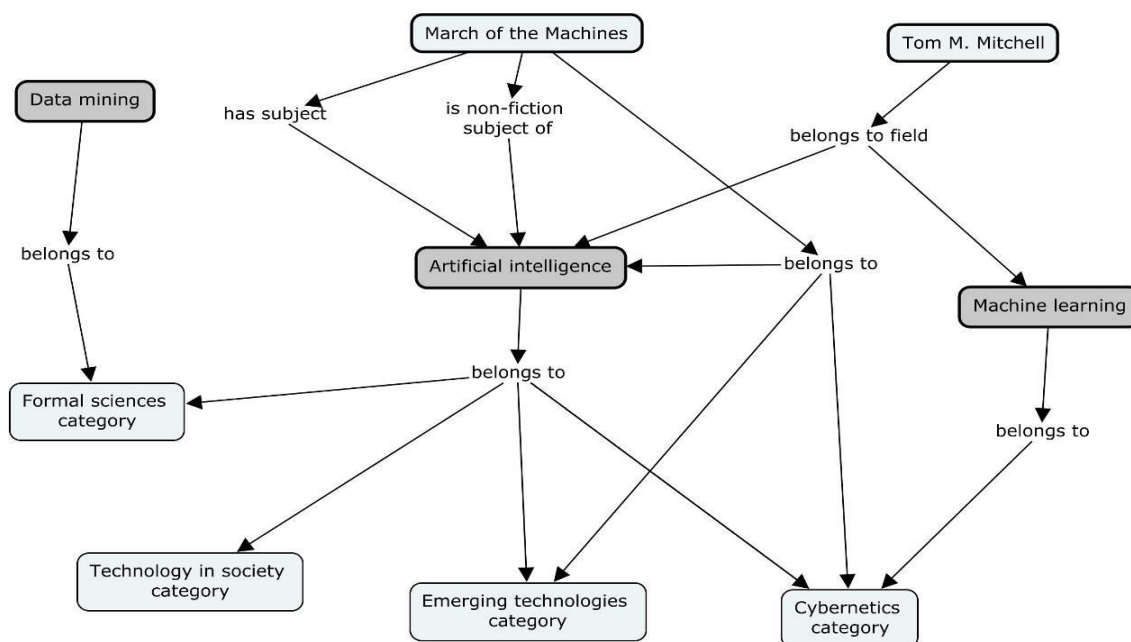 March of the Machines
Tom M. Mitchell
Data mining
has subject
is non-fiction
subject of
belongs to field
belongs to
Artificial intelligence
belongs to
Machine learning
belongs to
Formal sciences
category
belongs to
Technology in society
category
Emerging technologies
category
Cybernetics
category